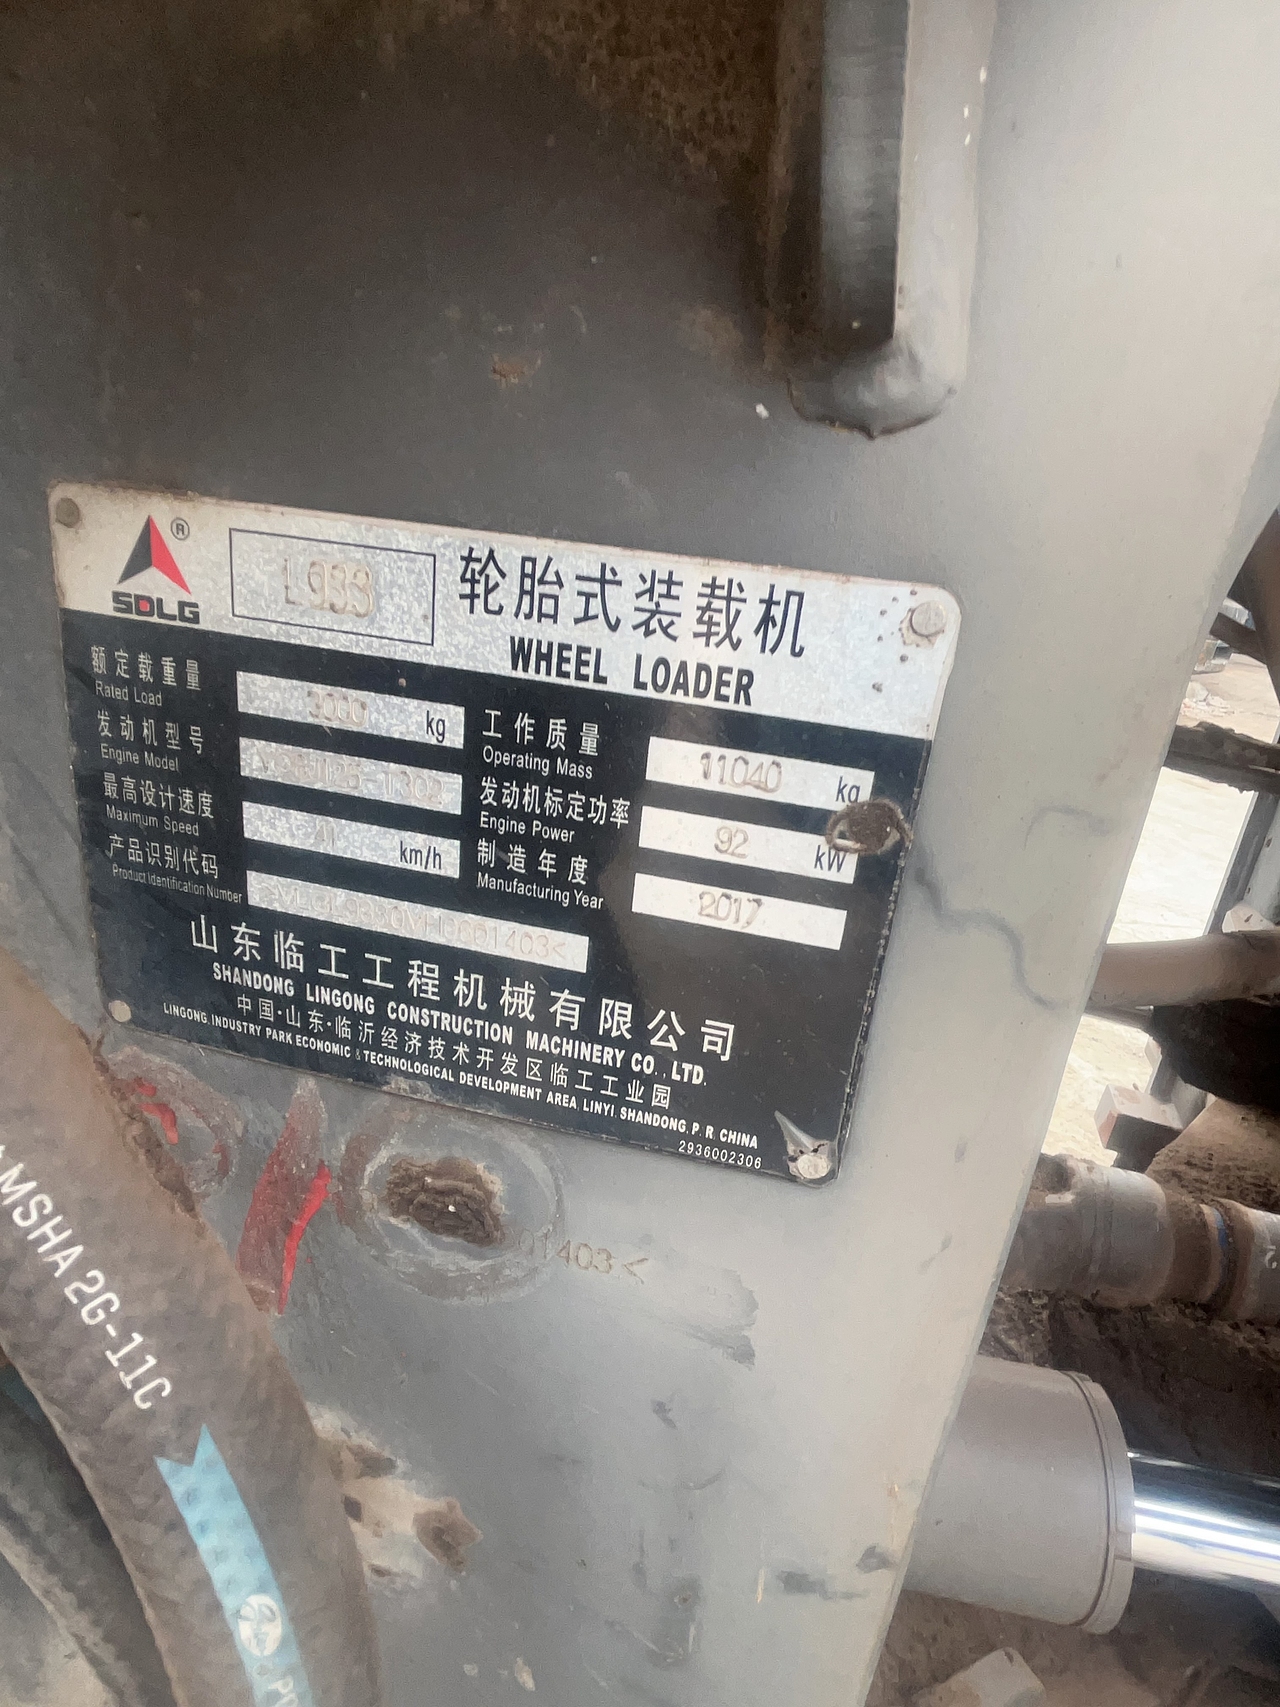 ®
SDLG
L933
轮胎式装载机
WHEEL LOADER
额定载重量
Rated Load
3000 kg
工作质量
Operating Mass
11040 kg
发动机型号
Engine Model
发动机标定功率
Engine Power
92 kW
最高设计速度
Maximum Speed
41 km/h
制造年度
Manufacturing Year
2017
产品识别代码
Product Identification Number
山东临工工程机械有限公司
SHANDONG LINGONG CONSTRUCTION MACHINERY CO., LTD.
中国·山东·临沂经济技术开发区临工工业园
LINGONG INDUSTRY PARK ECONOMIC & TECHNOLOGICAL DEVELOPMENT AREA, LINYI, SHANDONG, P. R. CHINA
2936002306
01403<
MSHA 2G-11C